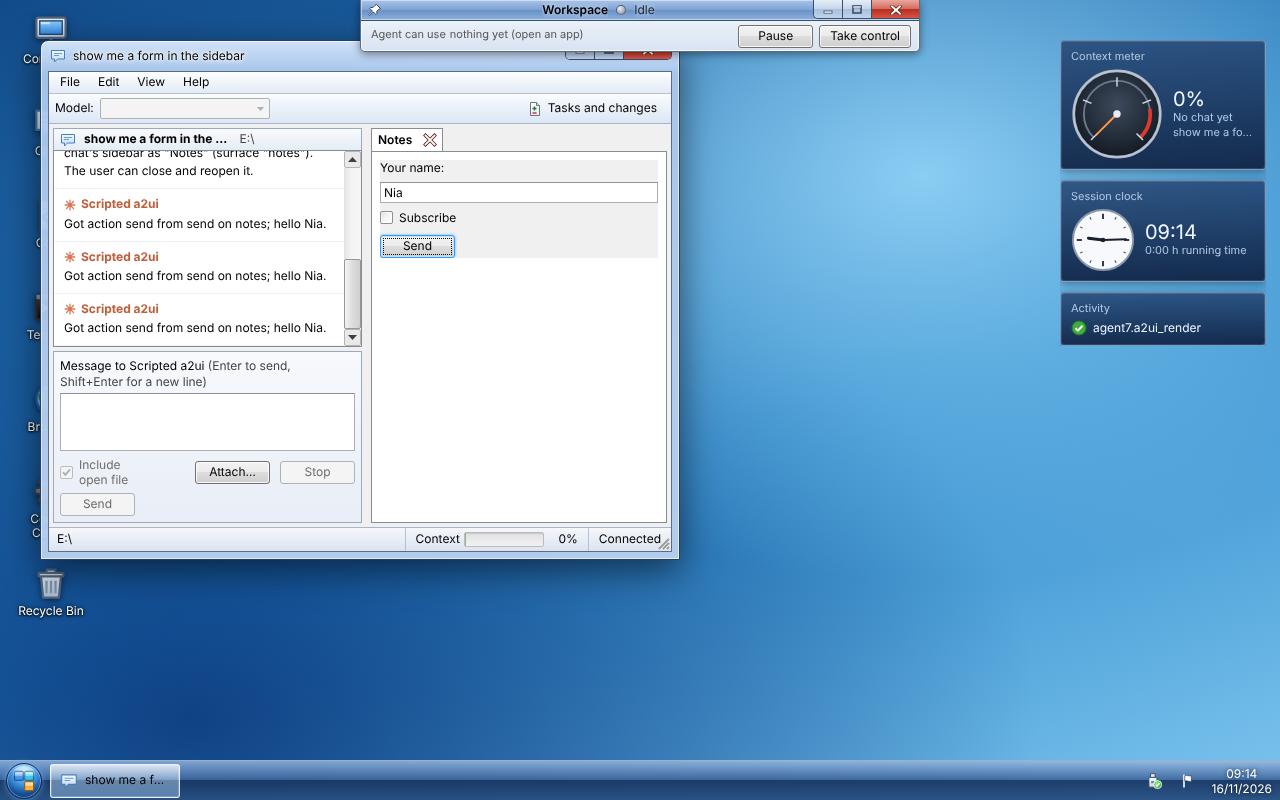 Workspace
Idle
Agent can use nothing yet (open an app)
Pause
Take control
show me a form in the sidebar
File Edit View Help
Model:
Tasks and changes
show me a form in the ... E:\
chat's sidebar as "Notes" (surface "notes").
The user can close and reopen it.
Scripted a2ui
Got action send from send on notes; hello Nia.
Scripted a2ui
Got action send from send on notes; hello Nia.
Scripted a2ui
Got action send from send on notes; hello Nia.
Message to Scripted a2ui (Enter to send,
Shift+Enter for a new line)
Include
open file
Attach...
Stop
Send
Notes
Your name:
Nia
Subscribe
Send
E:\
Context
0%
Connected
Recycle Bin
Context meter
0%
No chat yet
show me a fo...
Session clock
09:14
0:00 h running time
Activity
agent7.a2ui_render
show me a f...
09:14
16/11/2026